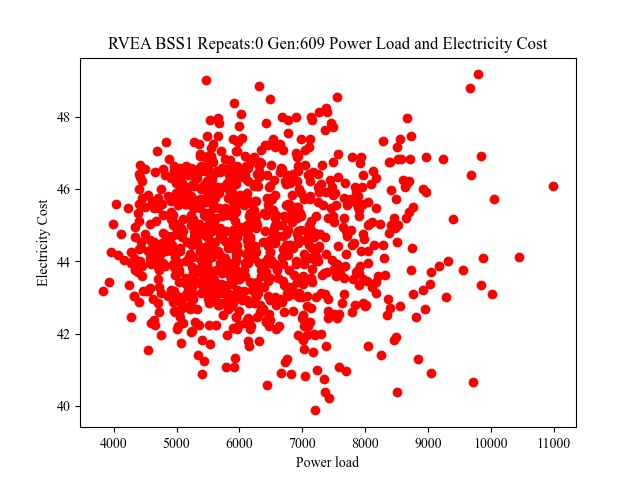 RVEA BSS1 Repeats:0 Gen:609 Power Load and Electricity Cost
48
46
44
42
40
Electricity Cost
4000 5000 6000 7000 8000 9000 10000 11000
Power load